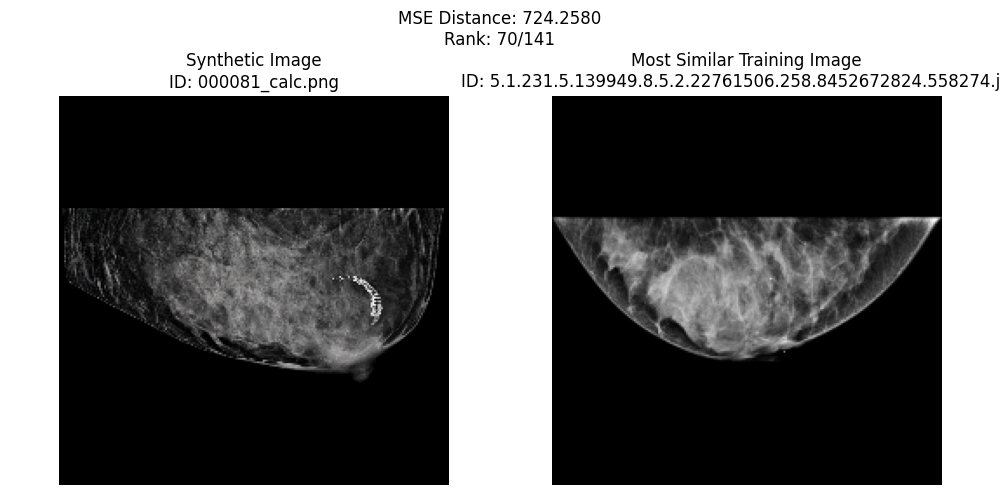 MSE Distance: 724.2580
Rank: 70/141
Synthetic Image
ID: 000081_calc.png
Most Similar Training Image
ID: 5.1.231.5.139949.8.5.2.22761506.258.8452672824.558274.j